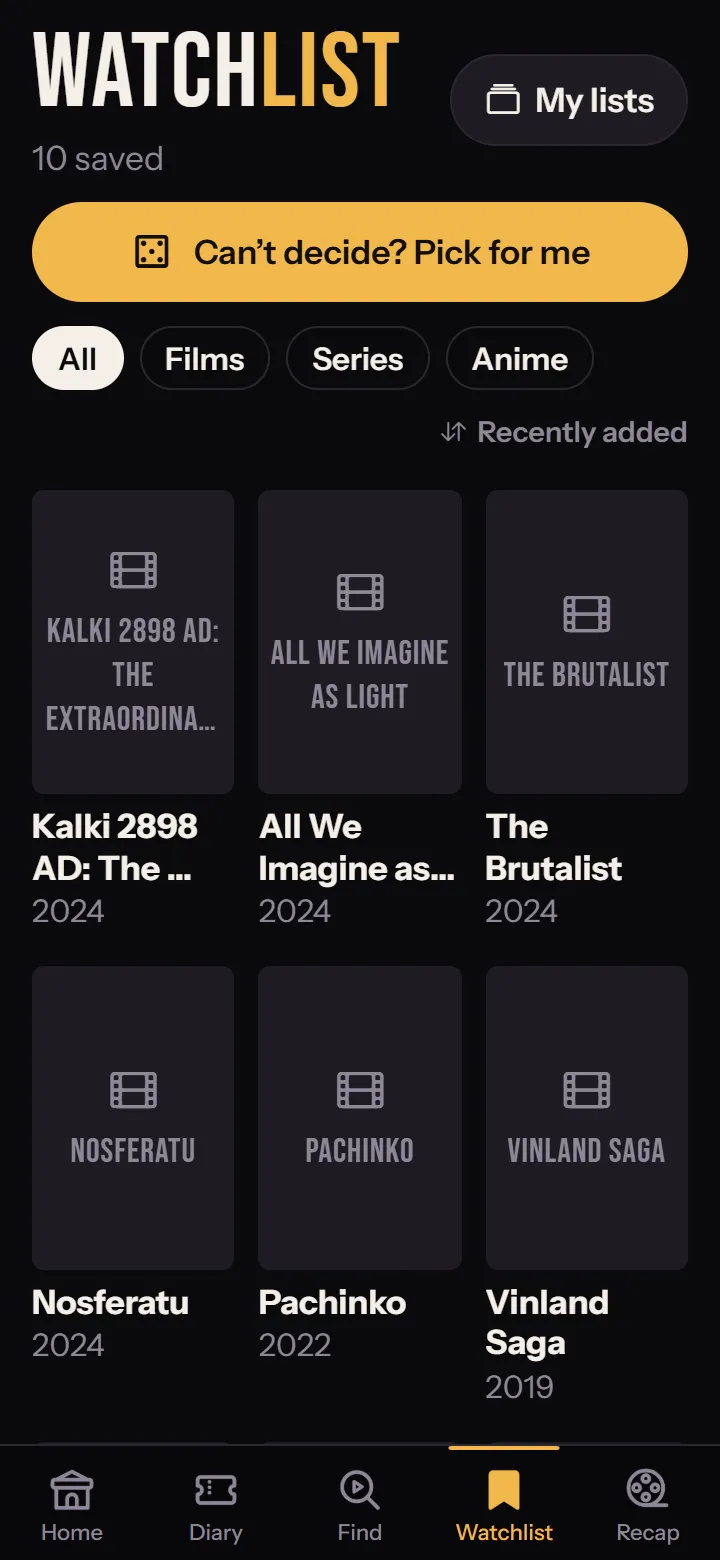 WATCHLIST
My lists
10 saved
Can’t decide? Pick for me
All Films Series Anime
Recently added
KALKI 2898 AD:
THE
EXTRAORDINA...
ALL WE IMAGINE
AS LIGHT
THE BRUTALIST
Kalki 2898
AD: The ...
2024
All We
Imagine as...
2024
The
Brutalist
2024
NOSFERATU
PACHINKO
VINLAND SAGA
Nosferatu
2024
Pachinko
2022
Vinland
Saga
2019
Home Diary Find Watchlist Recap